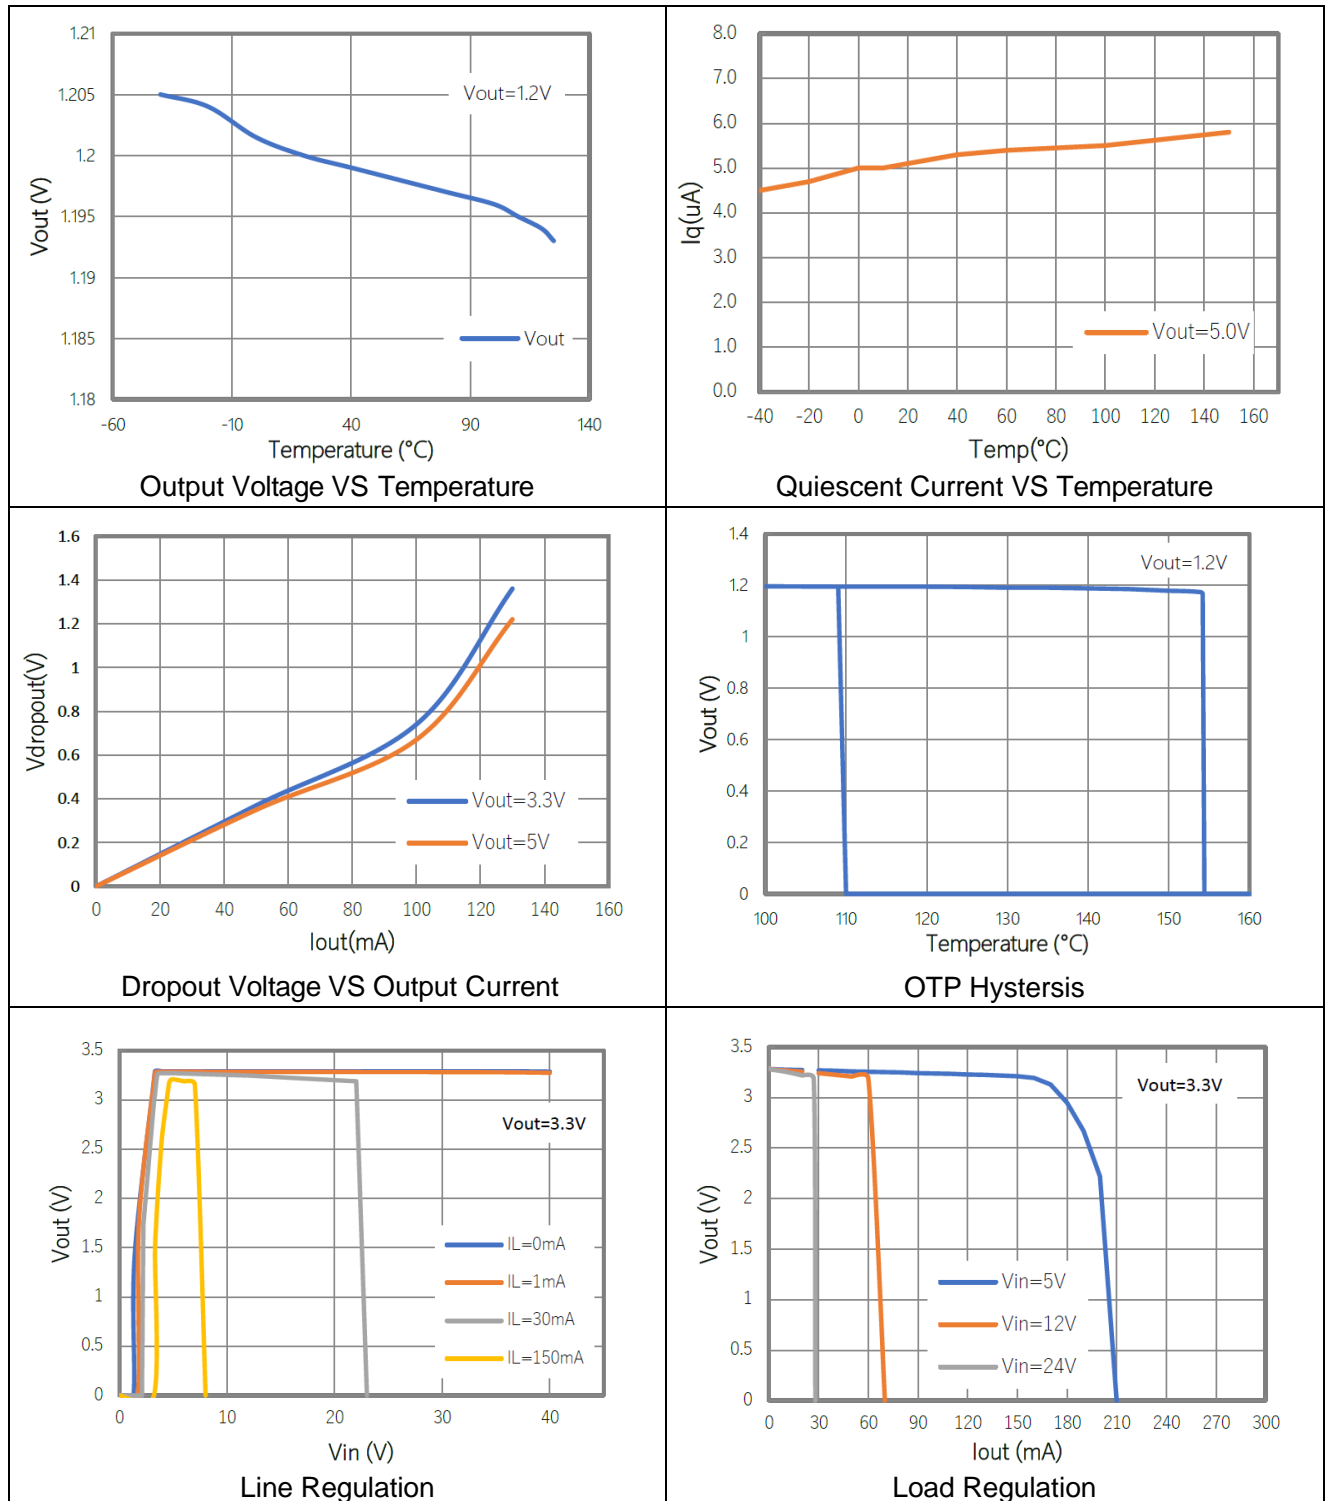 1.21
1.205
1.2
1.195
1.19
1.185
1.18
Vout (V)
Vout=1.2V
Vout
-60 -10 40 90 140
Temperature (°C)
Output Voltage VS Temperature
8.0
7.0
6.0
5.0
4.0
3.0
2.0
1.0
0.0
Iq(uA)
Vout=5.0V
-40 -20 0 20 40 60 80 100 120 140 160
Temp(°C)
Quiescent Current VS Temperature
1.6
1.4
1.2
1
0.8
0.6
0.4
0.2
0
Vdropout(V)
Vout=3.3V
Vout=5V
0 20 40 60 80 100 120 140 160
Iout(mA)
Dropout Voltage VS Output Current
1.4
1.2
1
0.8
0.6
0.4
0.2
0
Vout (V)
Vout=1.2V
100 110 120 130 140 150 160
Temperature (°C)
OTP Hystersis
3.5
3
2.5
2
1.5
1
0.5
0
Vout (V)
Vout=3.3V
IL=0mA
IL=1mA
IL=30mA
IL=150mA
0 10 20 30 40
Vin (V)
Line Regulation
3.5
3
2.5
2
1.5
1
0.5
0
Vout (V)
Vout=3.3V
Vin=5V
Vin=12V
Vin=24V
0 30 60 90 120 150 180 210 240 270 300
Iout (mA)
Load Regulation